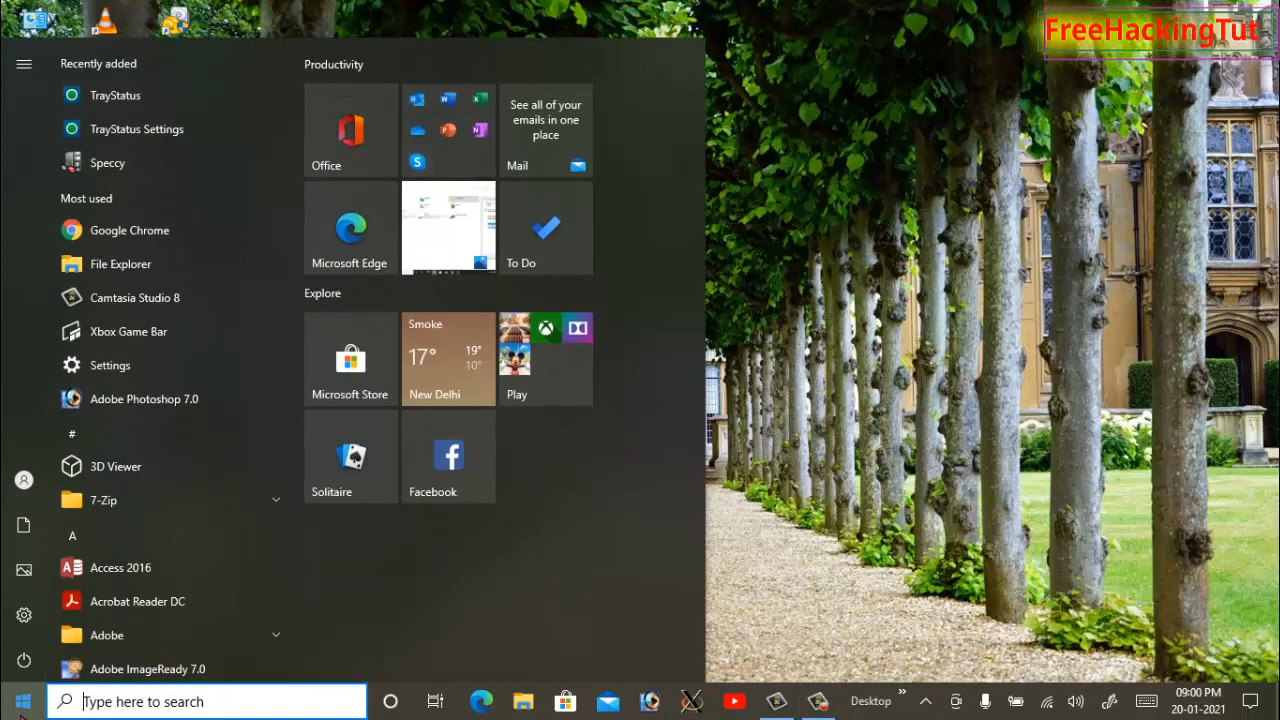 FreeHackingTut
Recently added
TrayStatus
TrayStatus Settings
Speccy
Most used
Google Chrome
File Explorer
Camtasia Studio 8
Xbox Game Bar
Settings
Adobe Photoshop 7.0
#
3D Viewer
7-Zip
A
Access 2016
Acrobat Reader DC
Adobe
Adobe ImageReady 7.0
Productivity
Office
See all of your
emails in one
place
Mail
Microsoft Edge
To Do
Explore
Microsoft Store
Smoke
17° 19°
10°
New Delhi
Play
Solitaire
Facebook
Type here to search
Desktop
09:00 PM
20-01-2021